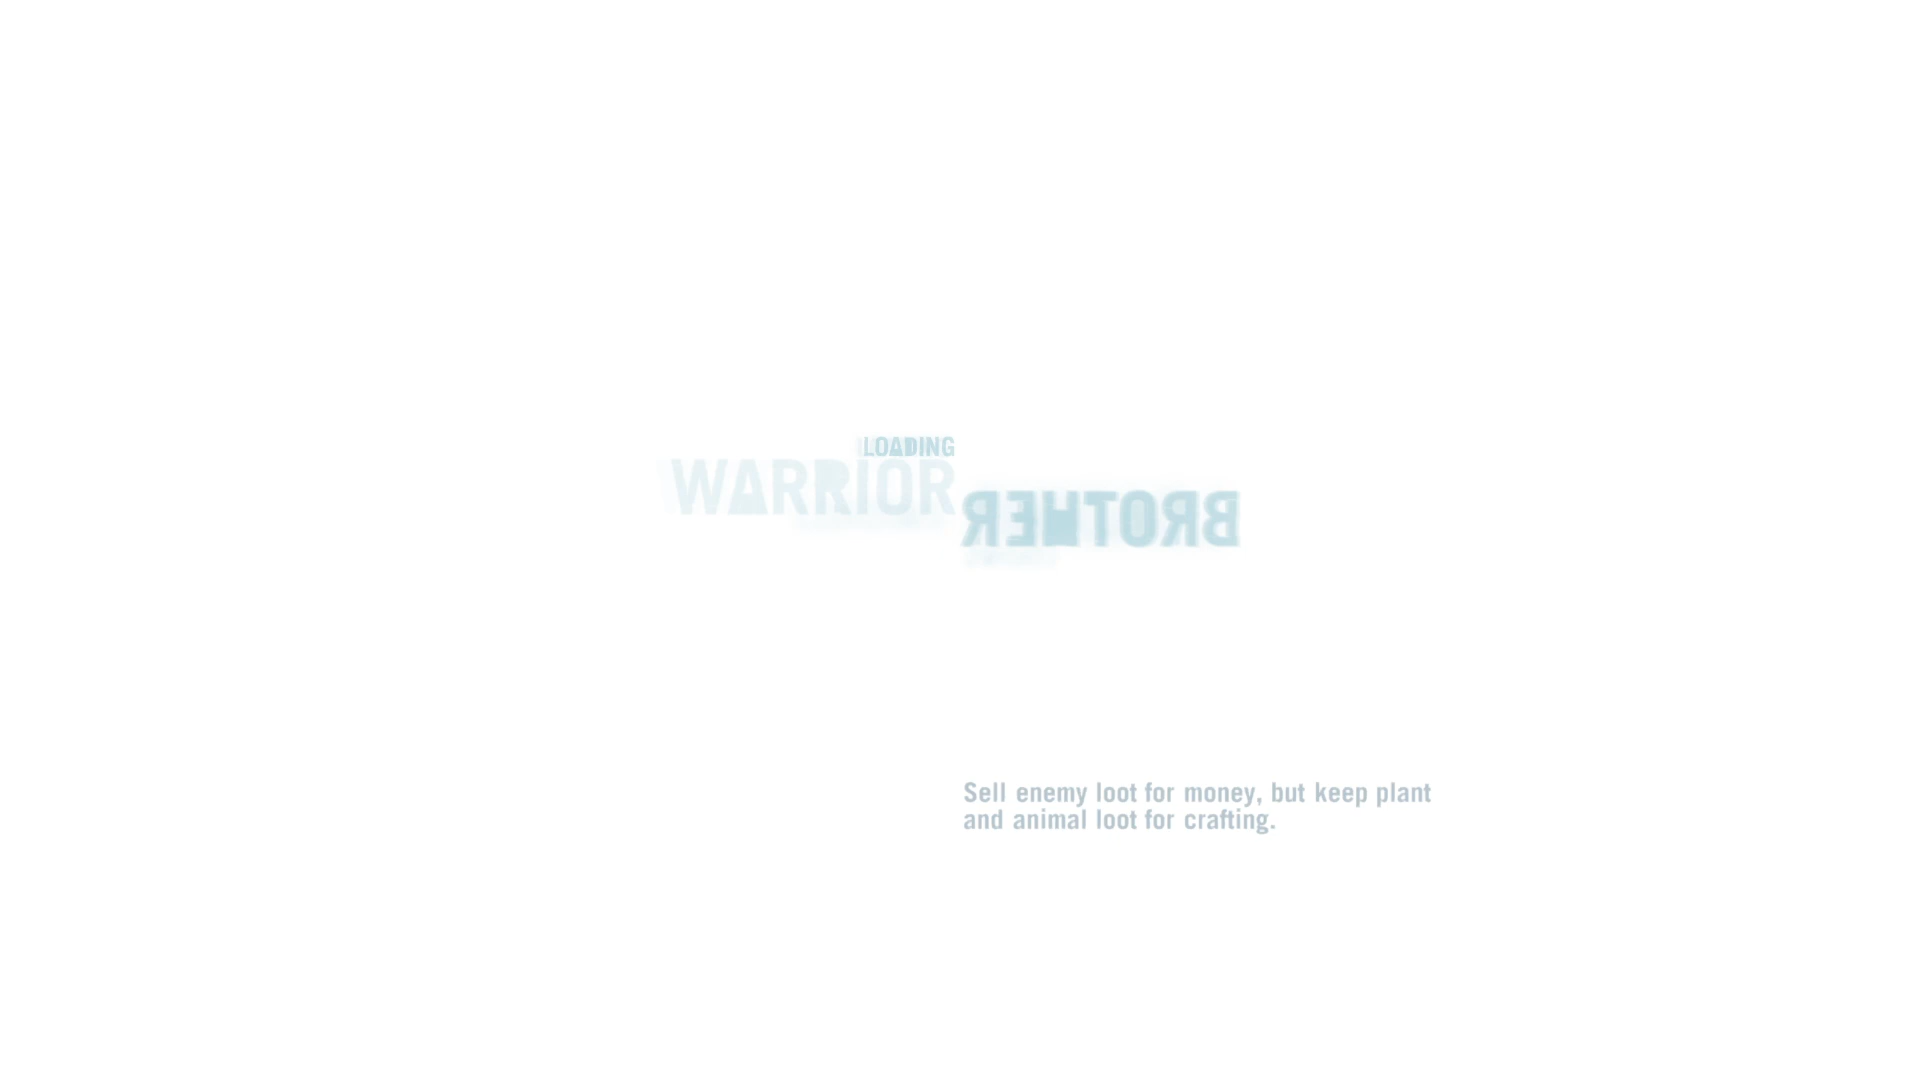 LOADING
WARRIOR
BROTHER
Sell enemy loot for money, but keep plant
and animal loot for crafting.